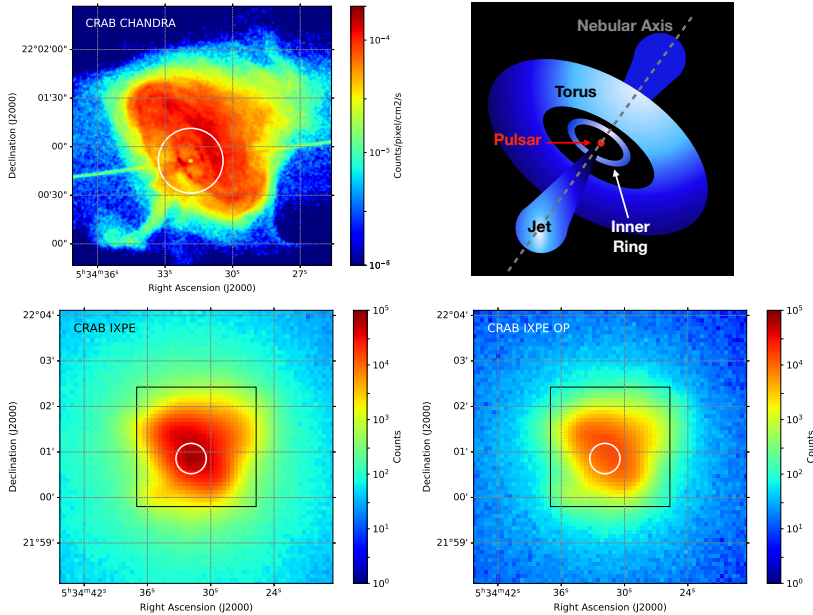 CRAB CHANDRA
22°02'00"
01'30"
00"
00'30"
00"
Declination (J2000)
5ʰ34ᵐ36ˢ
33ˢ
30ˢ
27ˢ
Right Ascension (J2000)
10⁻⁴
10⁻⁵
10⁻⁸
Counts/pixel/cm2/s
Nebular Axis
Torus
Pulsar
Jet
Inner
Ring
CRAB IXPE
22°04'
03'
02'
01'
00'
21°59'
Declination (J2000)
5ʰ34ᵐ42ˢ
36ˢ
30ˢ
24ˢ
Right Ascension (J2000)
10⁵
10⁴
10³
10²
10¹
10⁰
Counts
CRAB IXPE OP
22°04'
03'
02'
01'
00'
21°59'
Declination (J2000)
5ʰ34ᵐ42ˢ
36ˢ
30ˢ
24ˢ
Right Ascension (J2000)
10⁵
10⁴
10³
10²
10¹
10⁰
Counts